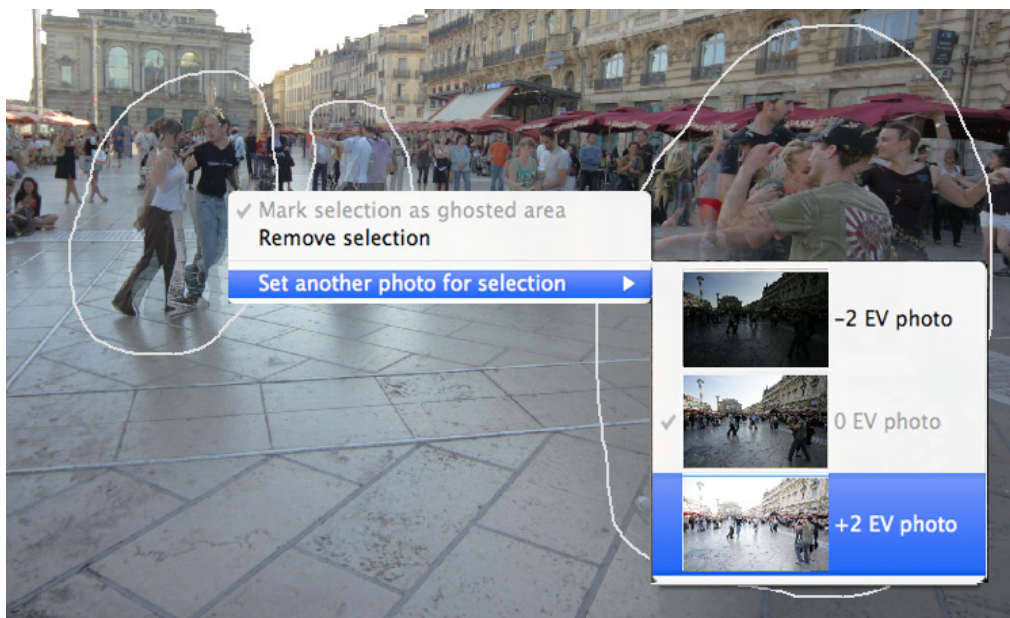 Mark selection as ghosted area
Remove selection
Set another photo for selection
-2 EV photo
0 EV photo
+2 EV photo